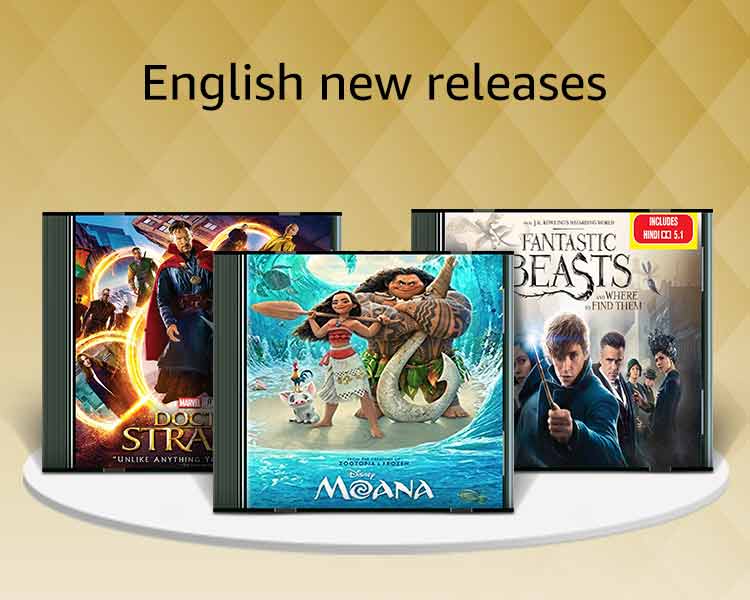 English new releases
MARVEL
DOCT
STRA
"UNLIKE ANYTHING YO
FROM THE CREATORS OF
ZOOTOPIA & FROZEN
Disney
MOANA
J.K. ROWLING'S WIZARDING WORLD
FANTASTIC
BEASTS
AND WHERE
TO FIND THEM
INCLUDES
HINDI 5.1